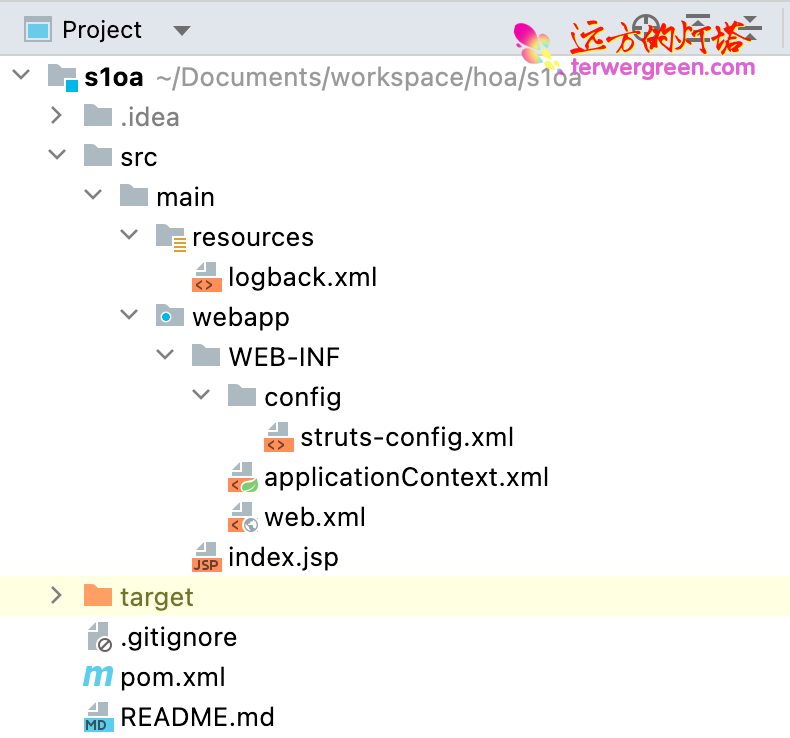 Project
远方的灯塔
terwergreen.com
s1oa ~/Documents/workspace/hoa/s1oa
.idea
src
main
resources
logback.xml
webapp
WEB-INF
config
struts-config.xml
applicationContext.xml
web.xml
JSP index.jsp
target
.gitignore
m pom.xml
MD README.md